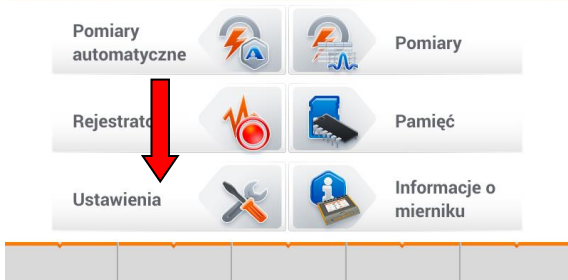 Pomiary
automatyczne
Pomiary
Rejestrato
Pamięć
Ustawienia
Informacje o
mierniku